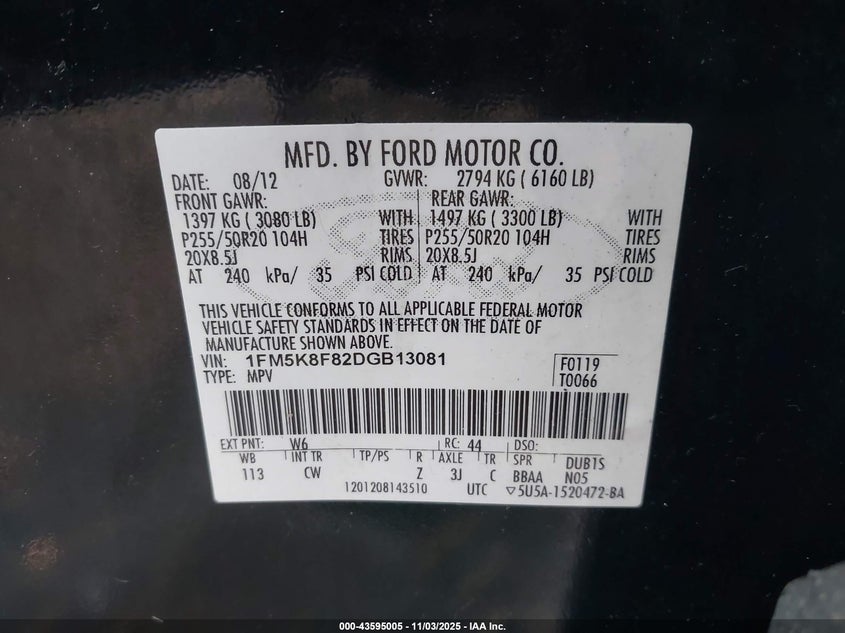 MFD. BY FORD MOTOR CO.
DATE: 08/12 GVWR: 2794 KG ( 6160 LB)
FRONT GAWR: REAR GAWR:
1397 KG ( 3080 LB) WITH 1497 KG ( 3300 LB) WITH
P255/50R20 104H TIRES P255/50R20 104H TIRES
20X8.5J RIMS 20X8.5J RIMS
AT 240 kPa/ 35 PSI COLD AT 240 kPa/ 35 PSI COLD
THIS VEHICLE CONFORMS TO ALL APPLICABLE FEDERAL MOTOR
VEHICLE SAFETY STANDARDS IN EFFECT ON THE DATE OF
MANUFACTURE SHOWN ABOVE.
VIN: 1FM5K8F82DGB13081 F0119
TYPE: MPV T0066
EXT PNT: W6 RC: 44 DSO:
WB INT TR TP/PS R AXLE TR SPR DUB1S
113 CW Z 3J C BBAA N05
1201208143510 UTC ▽5U5A-1520472-BA
000-43595005 - 11/03/2025 - IAA Inc.